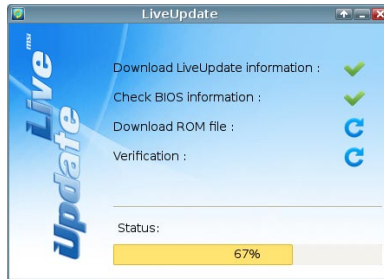 LiveUpdate
msi
Live
Update
Download LiveUpdate information :
Check BIOS information :
Download ROM file :
Verification :
Status:
67%